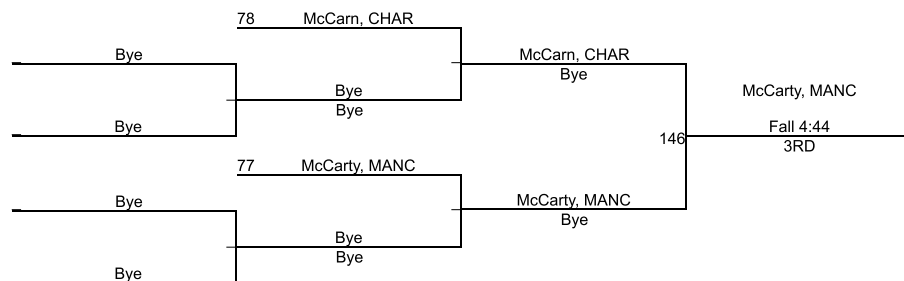 78 McCarn, CHAR
Bye
McCarn, CHAR
Bye
Bye
Bye
Bye
McCarty, MANC
146
Fall 4:44
3RD
77 McCarty, MANC
Bye
McCarty, MANC
Bye
Bye
Bye
Bye